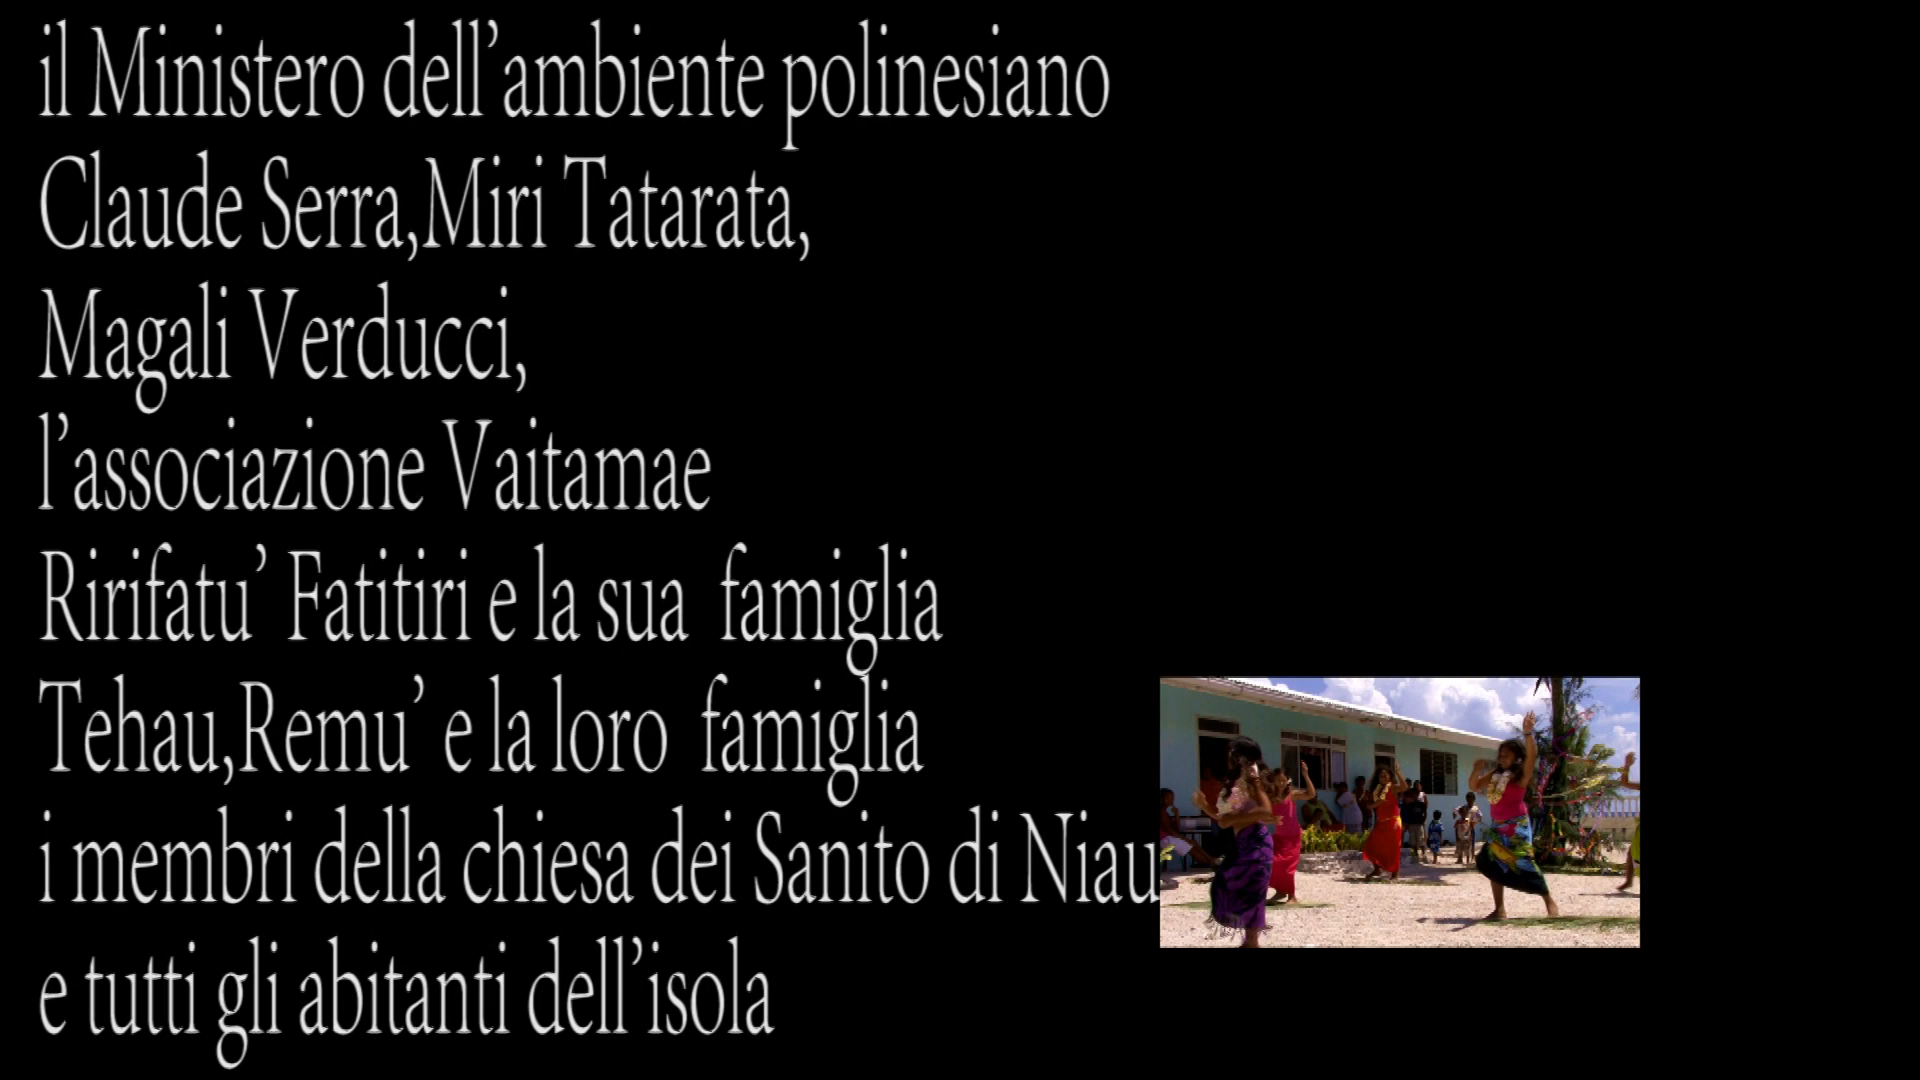 il Ministero dell’ambiente polinesiano
Claude Serra,Miri Tatarata,
Magali Verducci,
l’associazione Vaitamae
Ririfatu’ Fatitiri e la sua  famiglia
Tehau,Remu’ e la loro  famiglia
i membri della chiesa dei Sanito di Niau
e tutti gli abitanti dell’isola